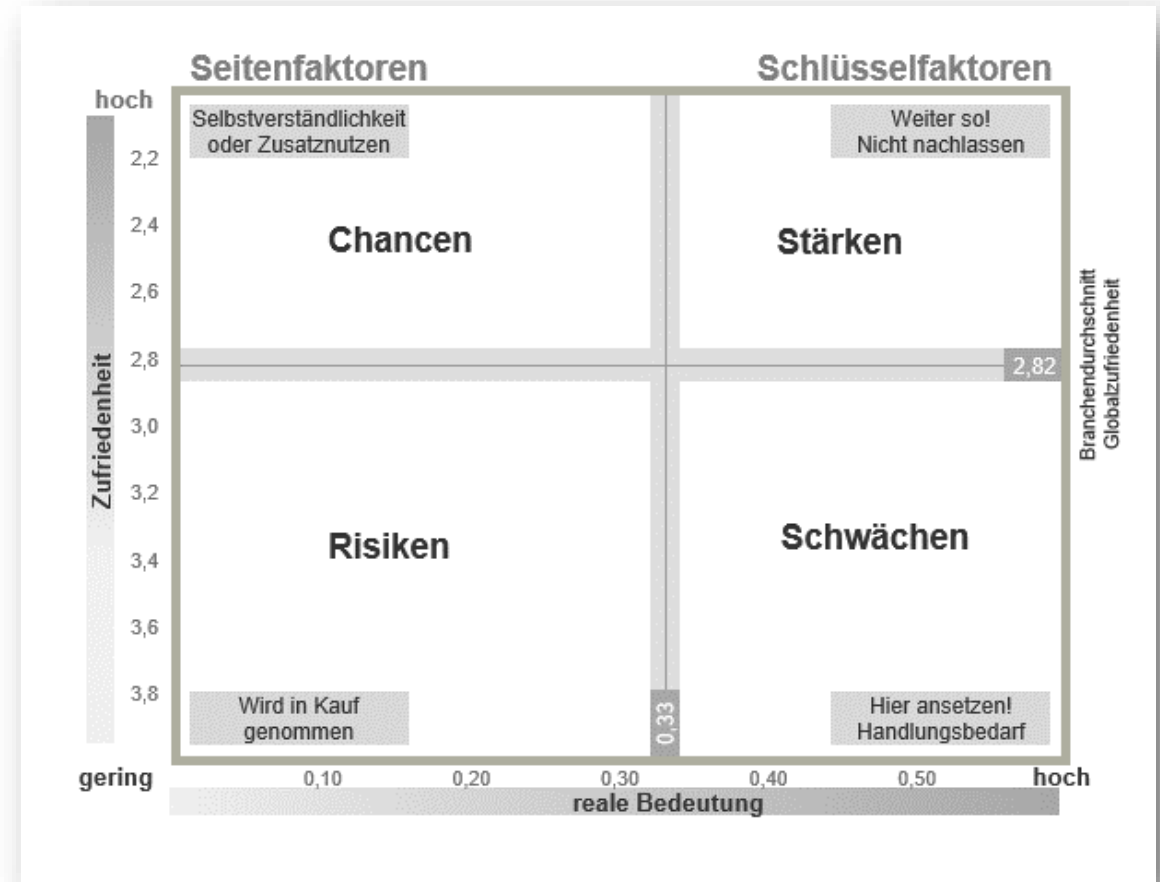 Seitenfaktoren
Schlüsselfaktoren
hoch
Selbstverständlichkeit
oder Zusatznutzen
Weiter so!
Nicht nachlassen
2,2
2,4
2,6
2,8
3,0
3,2
3,4
3,6
3,8
Zufriedenheit
Chancen
Stärken
2,82
Branchendurchschnitt
Globalzufriedenheit
Risiken
Schwächen
Wird in Kauf
genommen
0,33
Hier ansetzen!
Handlungsbedarf
gering
0,10
0,20
0,30
0,40
0,50
hoch
reale Bedeutung